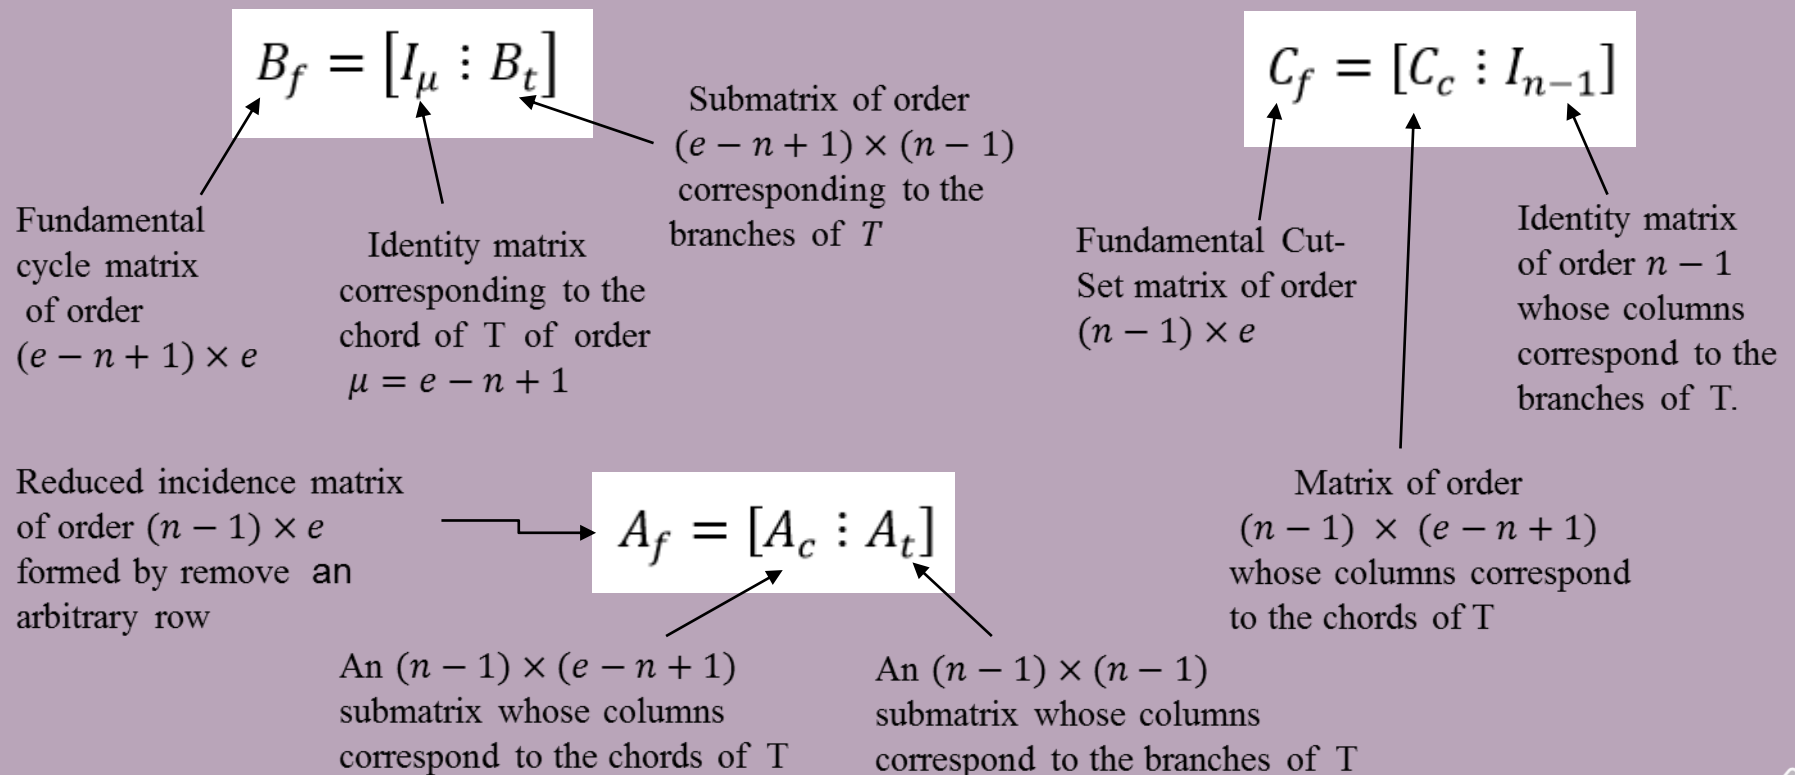 B_f = [I_μ ⋮ B_t]
Submatrix of order
(e − n + 1) × (n − 1)
corresponding to the
branches of T
Fundamental
cycle matrix
of order
(e − n + 1) × e
Identity matrix
corresponding to the
chord of T of order
μ = e − n + 1
C_f = [C_c ⋮ I_{n−1}]
Fundamental Cut-
Set matrix of order
(n − 1) × e
Identity matrix
of order n − 1
whose columns
correspond to the
branches of T.
Matrix of order
(n − 1) × (e − n + 1)
whose columns correspond
to the chords of T
Reduced incidence matrix
of order (n − 1) × e
formed by remove an
arbitrary row
A_f = [A_c ⋮ A_t]
An (n − 1) × (e − n + 1)
submatrix whose columns
correspond to the chords of T
An (n − 1) × (n − 1)
submatrix whose columns
correspond to the branches of T